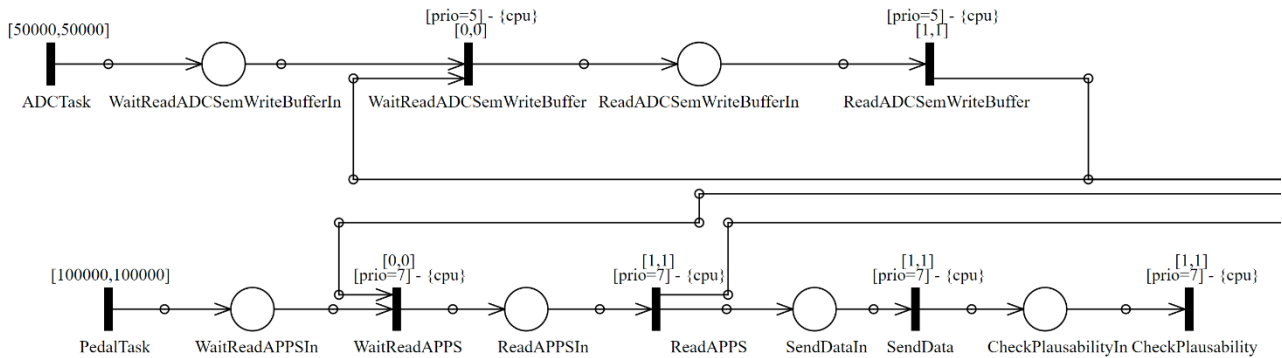 [prio=5] - {cpu}
[prio=5] - {cpu}
[50000,50000]
[0,0]
[1,1]
ADCTask
WaitReadADCSemWriteBufferIn
WaitReadADCSemWriteBuffer
ReadADCSemWriteBufferIn
ReadADCSemWriteBuffer
[0,0]
[1,1]
[1,1]
[1,1]
[100000,100000]
[prio=7] - {cpu}
[prio=7] - {cpu}
[prio=7] - {cpu}
[prio=7] - {cpu}
PedalTask
WaitReadAPPSIn
WaitReadAPPS
ReadAPPSIn
ReadAPPS
SendDataIn
SendData
CheckPlausabilityIn
CheckPlausability